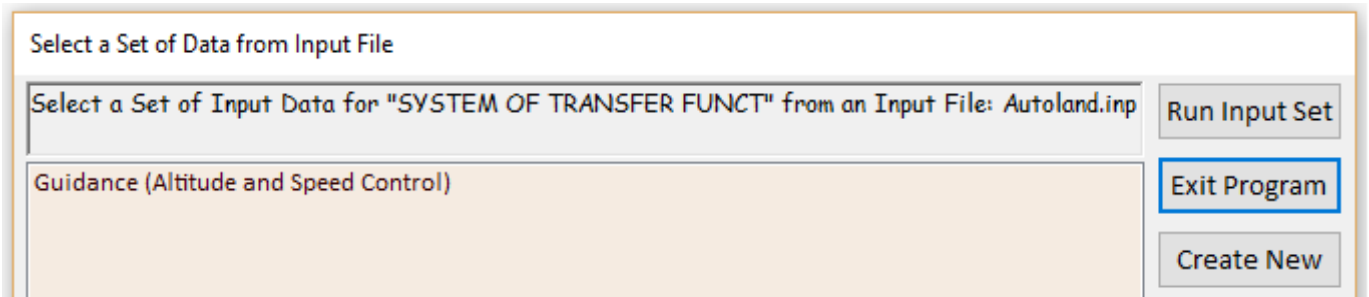 Select a Set of Data from Input File
Select a Set of Input Data for "SYSTEM OF TRANSFER FUNCT" from an Input File: Autoland.inp
Run Input Set
Guidance (Altitude and Speed Control)
Exit Program
Create New